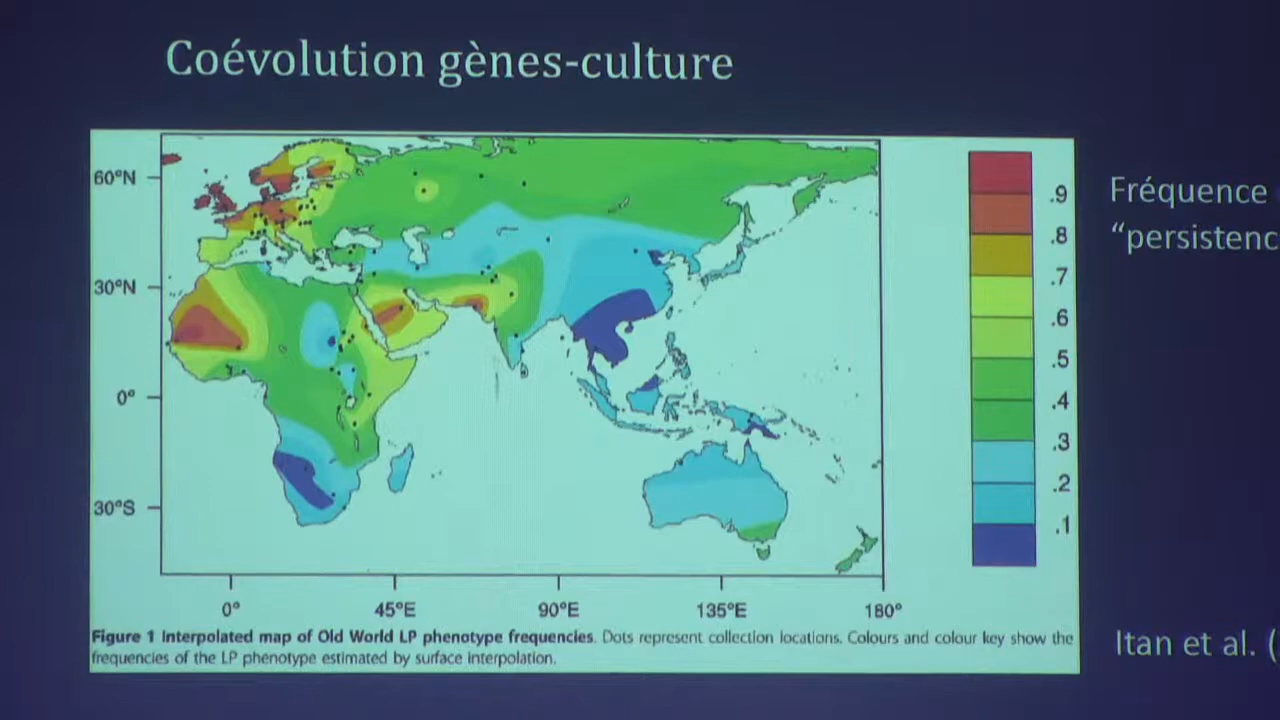 Coévolution gènes-culture
60°N
30°N
0°
30°S
0°
45°E
90°E
135°E
180°
.9
.8
.7
.6
.5
.4
.3
.2
.1
Fréquence
“persistenc
Figure 1 Interpolated map of Old World LP phenotype frequencies. Dots represent collection locations. Colours and colour key show the
frequencies of the LP phenotype estimated by surface interpolation.
Itan et al. (